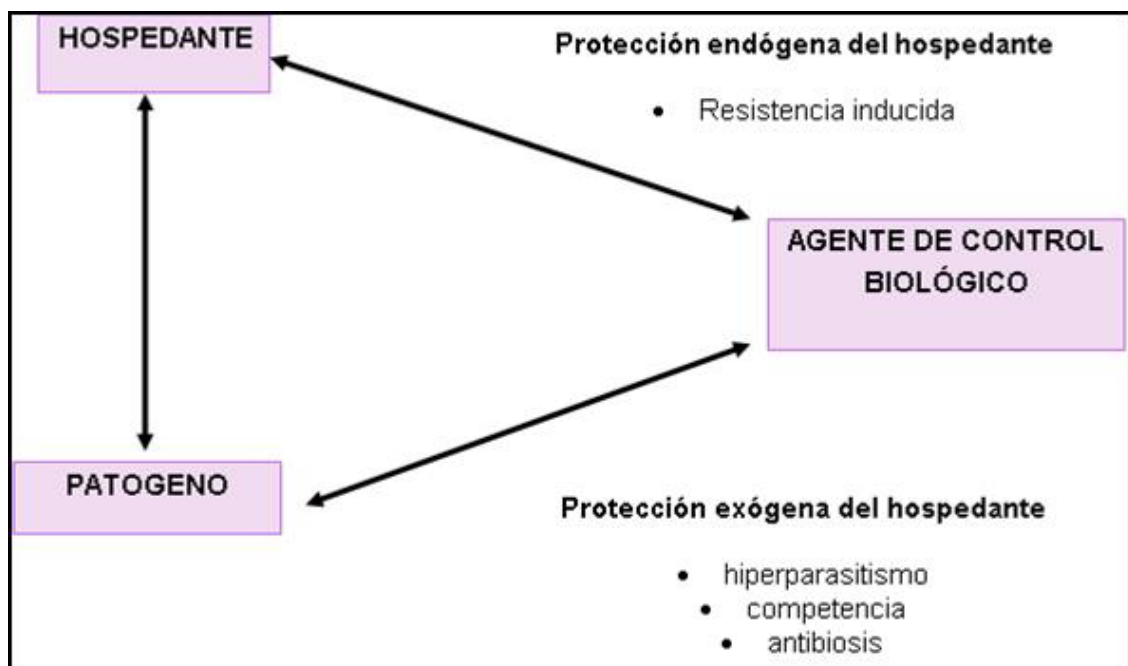 HOSPEDANTE
Protección endógena del hospedante
• Resistencia inducida
AGENTE DE CONTROL
BIOLÓGICO
PATOGENO
Protección exógena del hospedante
• hiperparasitismo
• competencia
• antibiosis